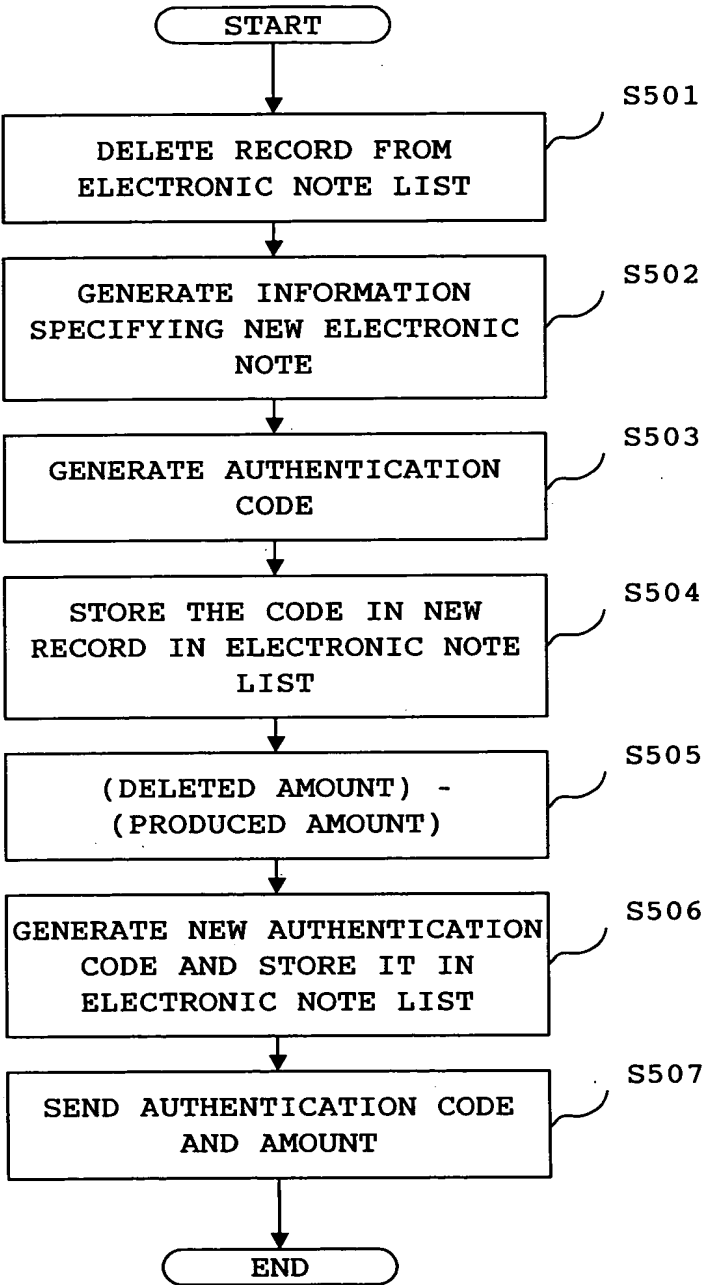 START
S501
DELETE RECORD FROM
ELECTRONIC NOTE LIST
S502
GENERATE INFORMATION
SPECIFYING NEW ELECTRONIC
NOTE
S503
GENERATE AUTHENTICATION
CODE
S504
STORE THE CODE IN NEW
RECORD IN ELECTRONIC NOTE
LIST
S505
(DELETED AMOUNT) -
(PRODUCED AMOUNT)
S506
GENERATE NEW AUTHENTICATION
CODE AND STORE IT IN
ELECTRONIC NOTE LIST
S507
SEND AUTHENTICATION CODE
AND AMOUNT
END